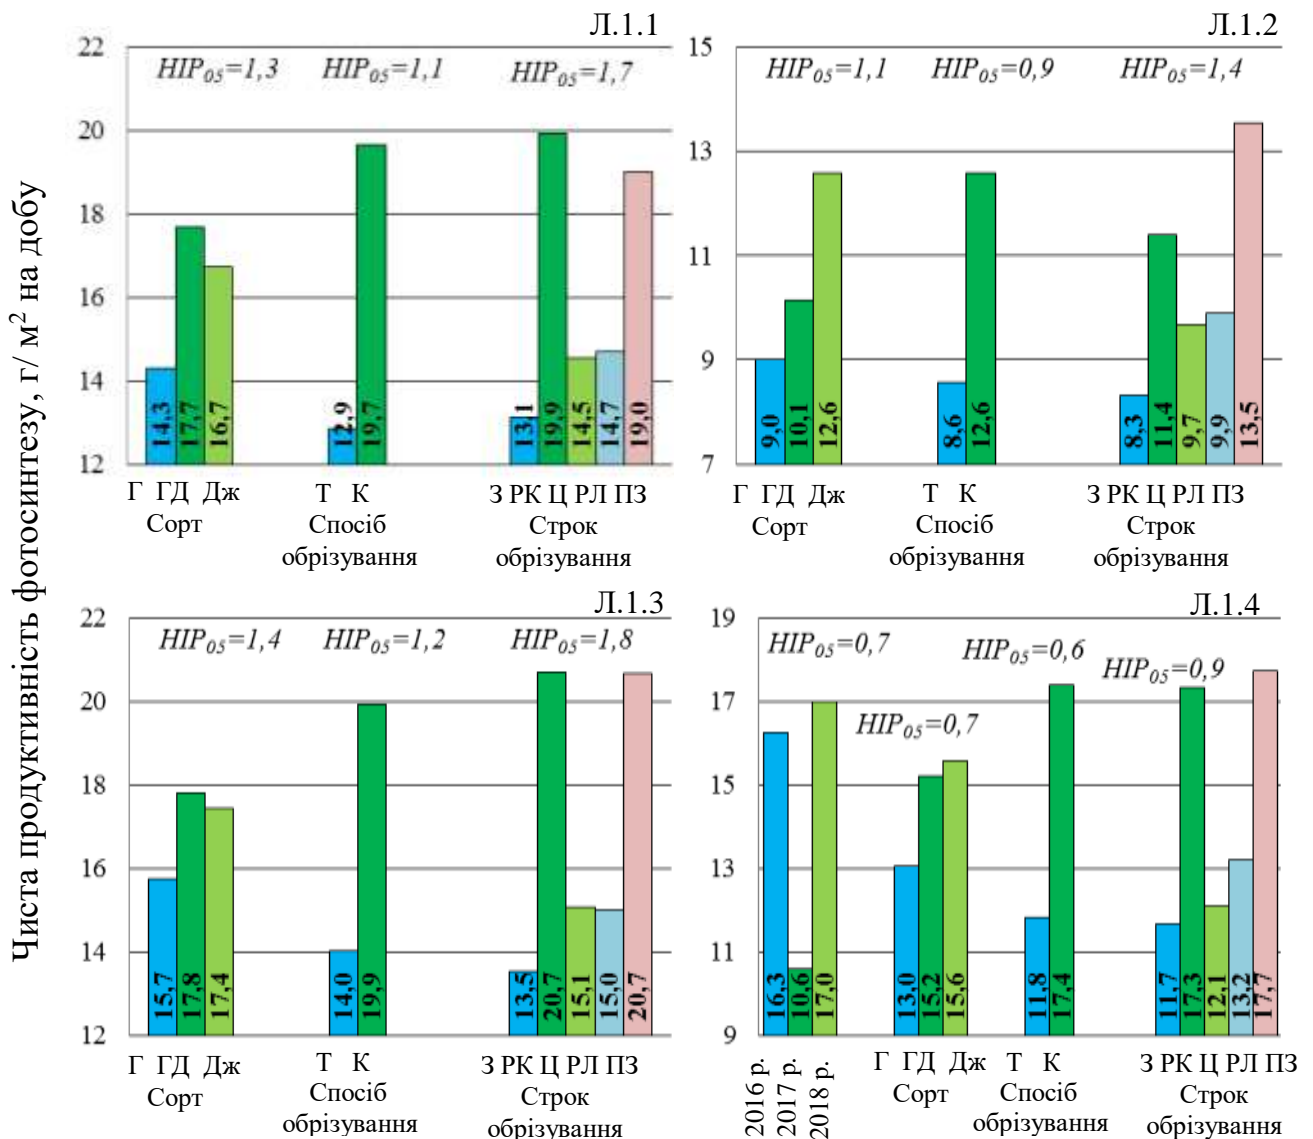 Чиста продуктивність фотосинтезу, г/ м² на добу
Л.1.1
22
20
18
16
14
12
НІР₀₅=1,3
НІР₀₅=1,1
НІР₀₅=1,7
14,3
17,7
16,7
12,9
19,7
13,1
19,9
14,5
14,7
19,0
Г ГД Дж
Т К
З РК Ц РЛ ПЗ
Сорт
Спосіб
обрізування
Строк
обрізування
Л.1.2
15
13
11
9
7
НІР₀₅=1,1
НІР₀₅=0,9
НІР₀₅=1,4
9,0
10,1
12,6
8,6
12,6
8,3
11,4
9,7
9,9
13,5
Г ГД Дж
Т К
З РК Ц РЛ ПЗ
Сорт
Спосіб
обрізування
Строк
обрізування
Л.1.3
22
20
18
16
14
12
НІР₀₅=1,4
НІР₀₅=1,2
НІР₀₅=1,8
15,7
17,8
17,4
14,0
19,9
13,5
20,7
15,1
15,0
20,7
Г ГД Дж
Т К
З РК Ц РЛ ПЗ
Сорт
Спосіб
обрізування
Строк
обрізування
Л.1.4
19
17
15
13
11
9
НІР₀₅=0,7
НІР₀₅=0,7
НІР₀₅=0,6
НІР₀₅=0,9
16,3
10,6
17,0
13,0
15,2
15,6
11,8
17,4
11,7
17,3
12,1
13,2
17,7
2016 р.
2017 р.
2018 р.
Г ГД Дж
Т К
З РК Ц РЛ ПЗ
Сорт
Спосіб
обрізування
Строк
обрізування